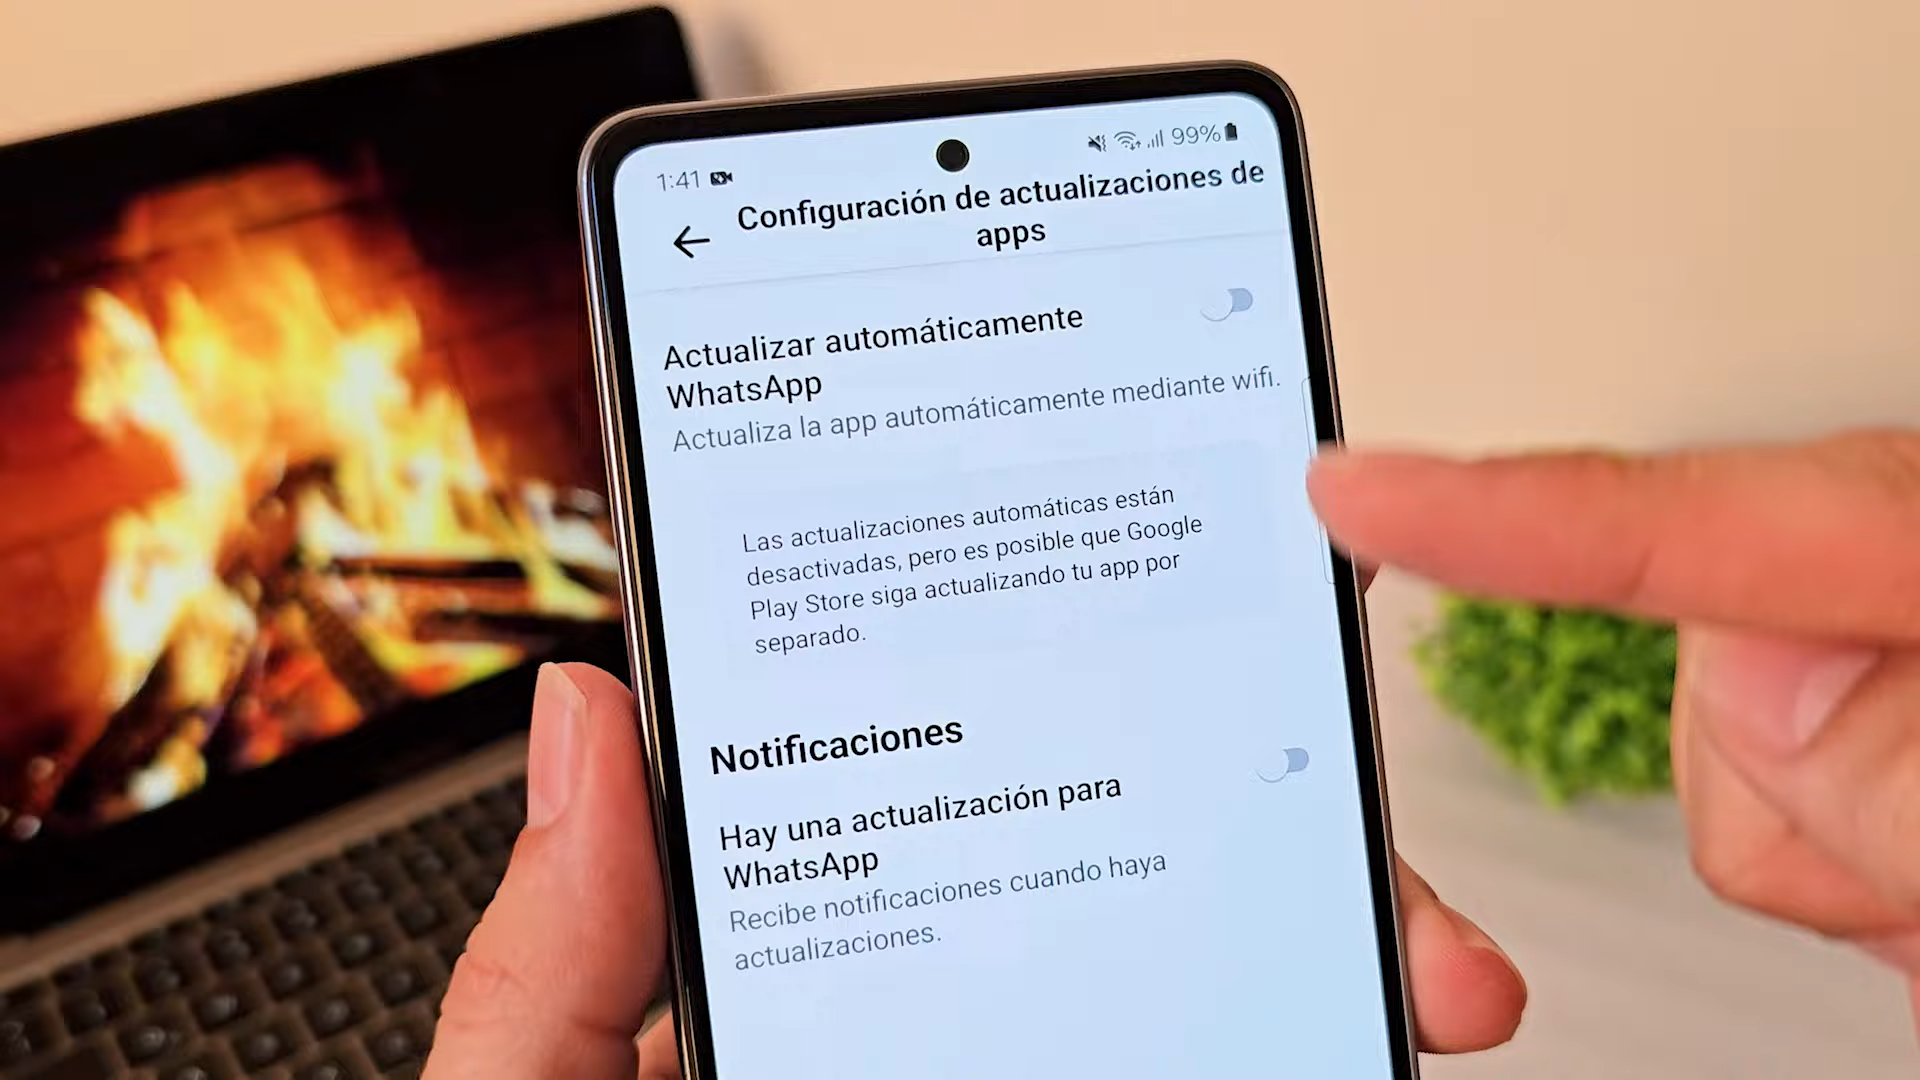 1:41
99%
Configuración de actualizaciones de
apps
Actualizar automáticamente
WhatsApp
Actualiza la app automáticamente mediante wifi.
Las actualizaciones automáticas están
desactivadas, pero es posible que Google
Play Store siga actualizando tu app por
separado.
Notificaciones
Hay una actualización para
WhatsApp
Recibe notificaciones cuando haya
actualizaciones.